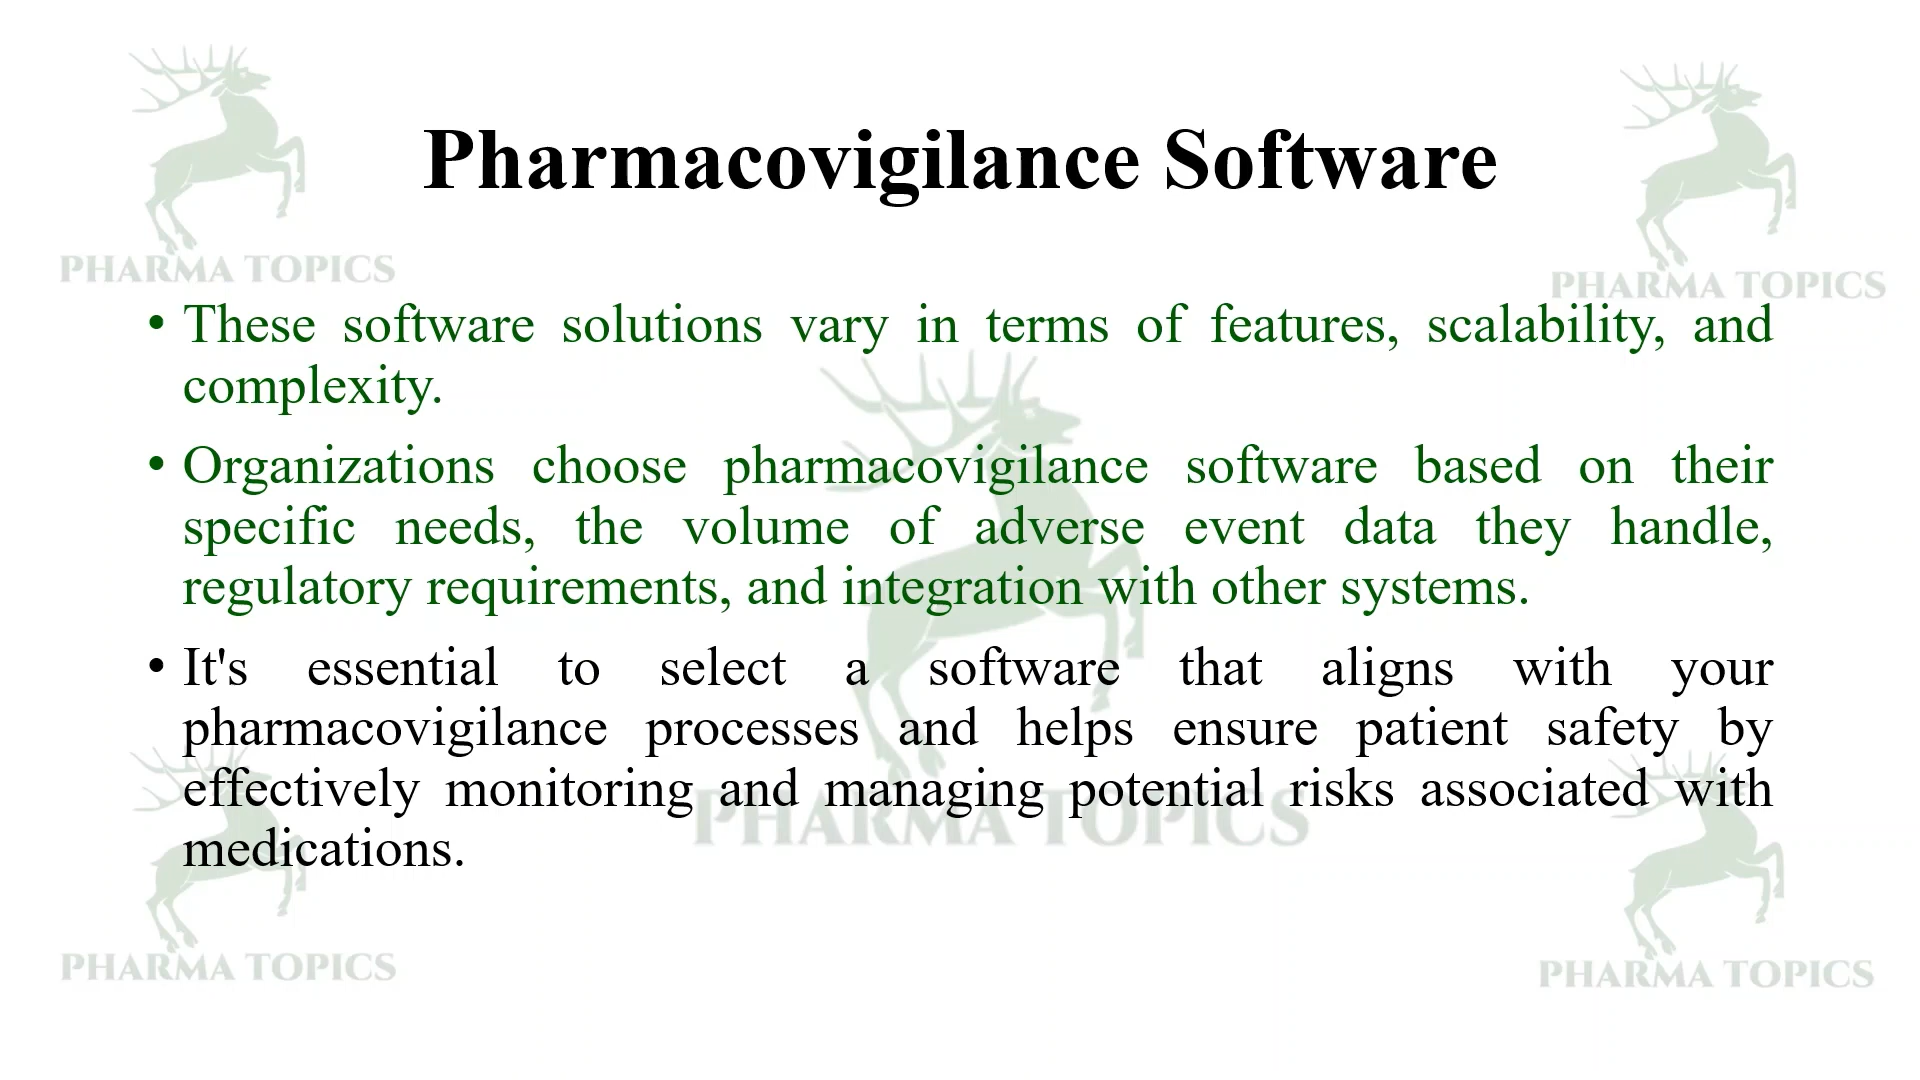 Pharmacovigilance Software
PHARMA TOPICS
PHARMA TOPICS
• These software solutions vary in terms of features, scalability, and
complexity.
• Organizations choose pharmacovigilance software based on their
specific needs, the volume of adverse event data they handle,
regulatory requirements, and integration with other systems.
• It's essential to select a software that aligns with your
pharmacovigilance processes and helps ensure patient safety by
effectively monitoring and managing potential risks associated with
medications.
PHARMA TOPICS
PHARMA TOPICS
PHARMA TOPICS